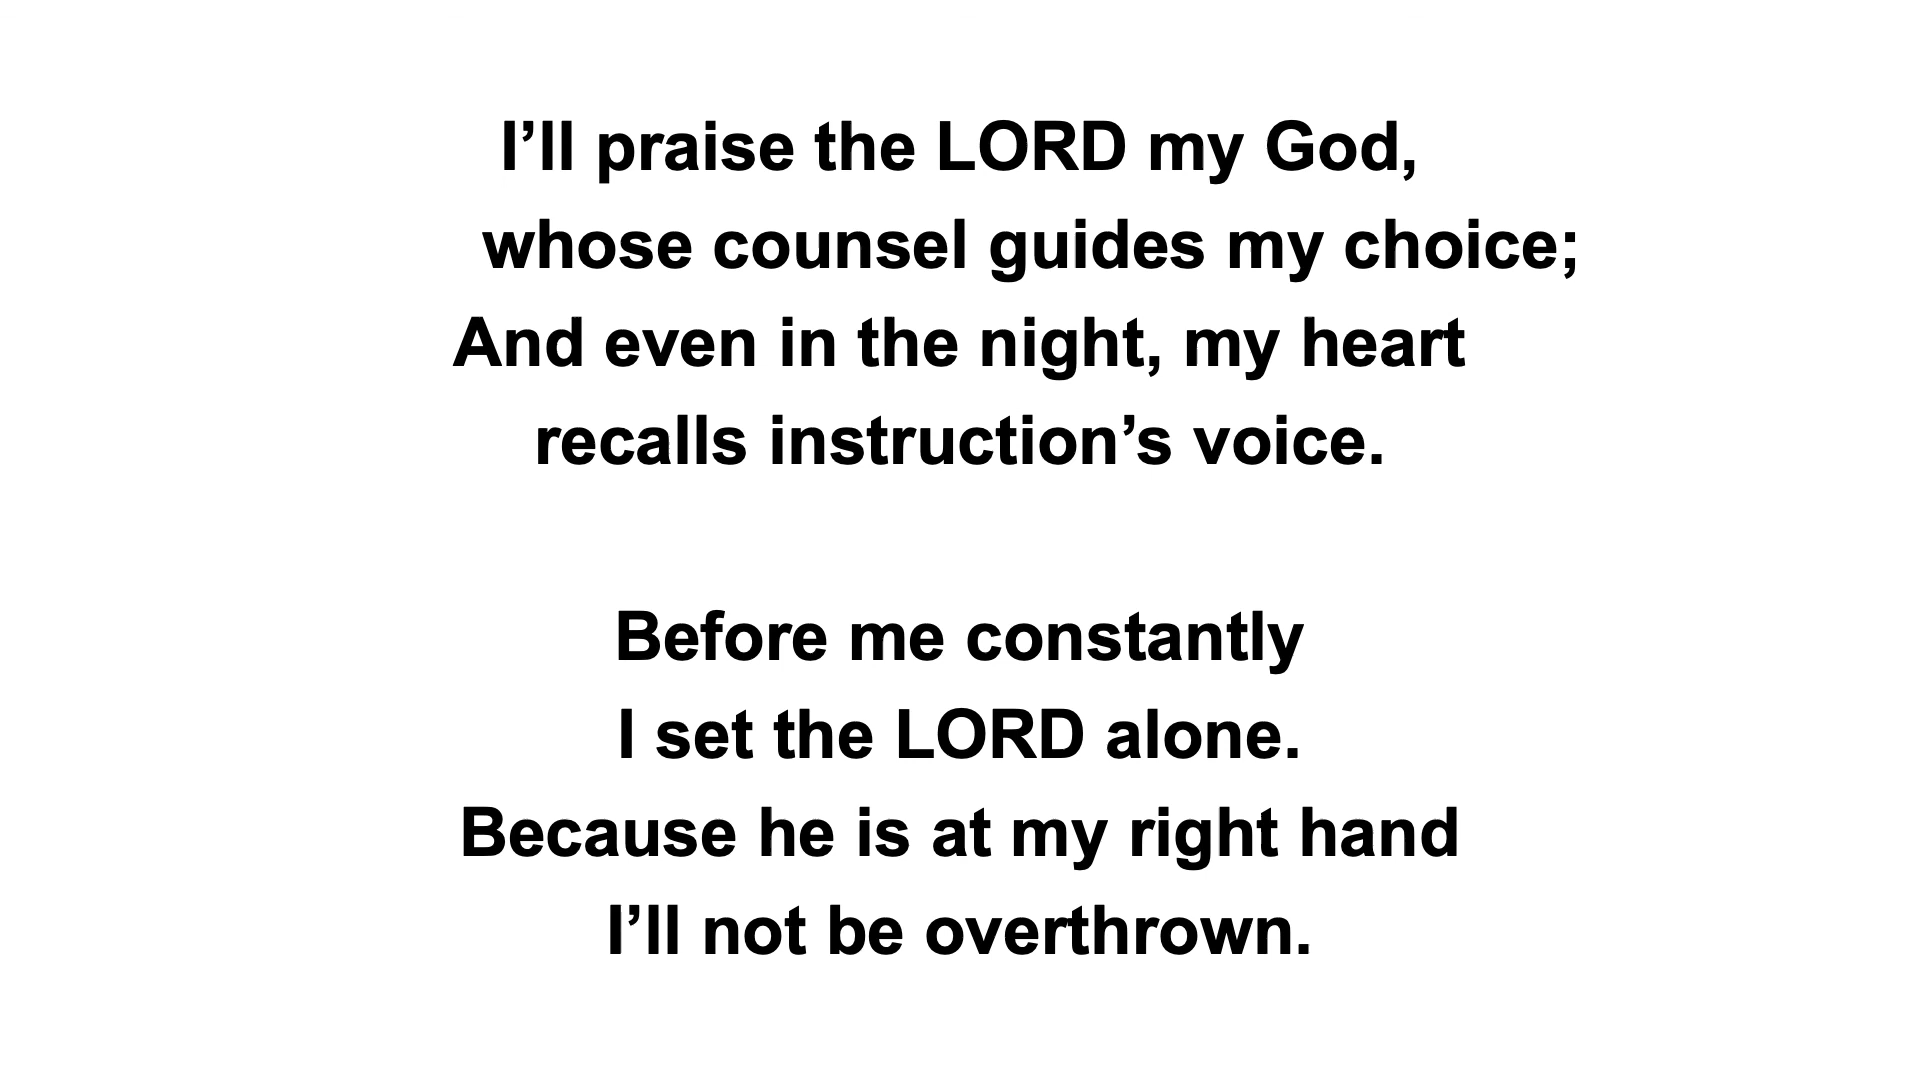 I’ll praise the LORD my God,
whose counsel guides my choice;
And even in the night, my heart
recalls instruction’s voice.
Before me constantly
I set the LORD alone.
Because he is at my right hand
I’ll not be overthrown.